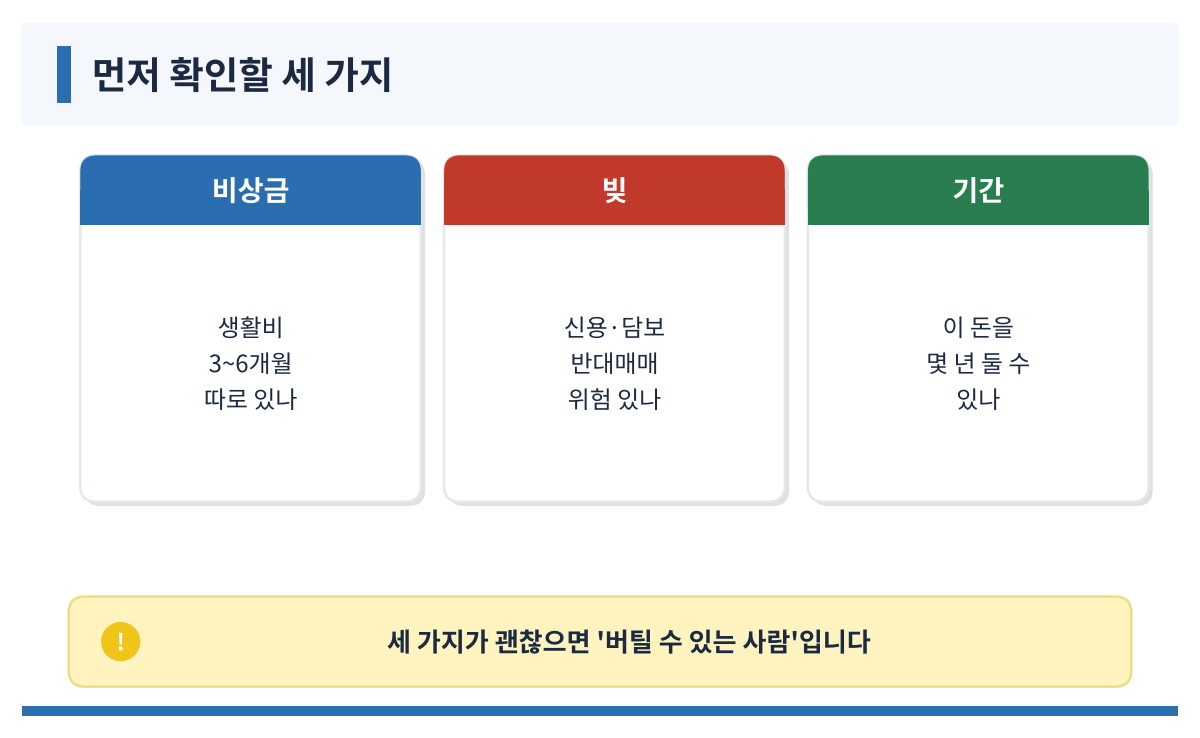 먼저 확인할 세 가지
비상금
생활비
3~6개월
따로 있나
빚
신용·담보
반대매매
위험 있나
기간
이 돈을
몇 년 둘 수
있나
!
세 가지가 괜찮으면 '버틸 수 있는 사람'입니다